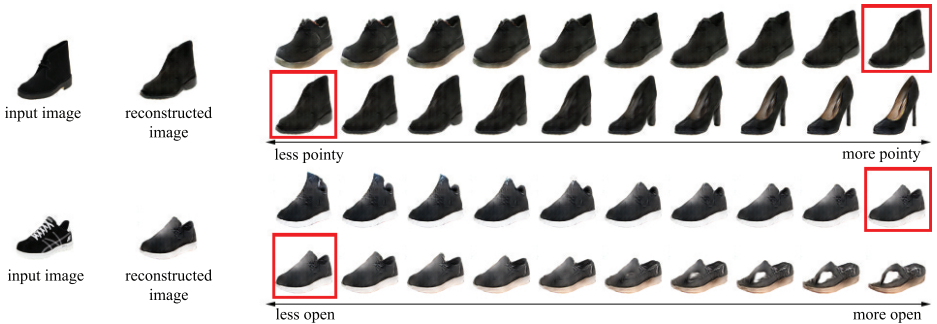 input image
reconstructed
image
less pointy
more pointy
input image
reconstructed
image
less open
more open